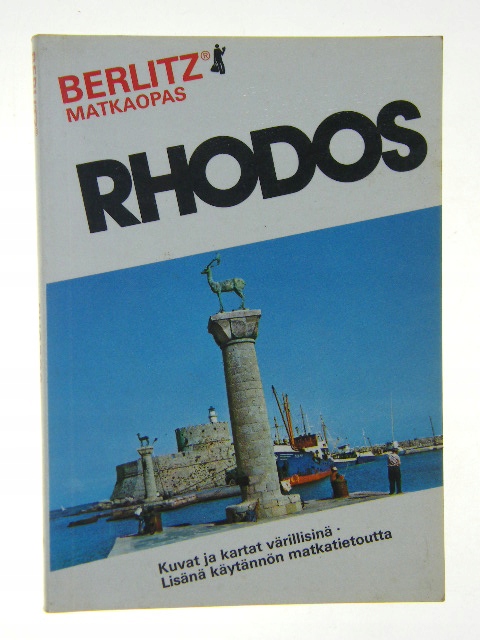 BERLITZ®
MATKAOPAS
RHODOS
Kuvat ja kartat värillisinä ·
Lisänä käytännön matkatietoutta